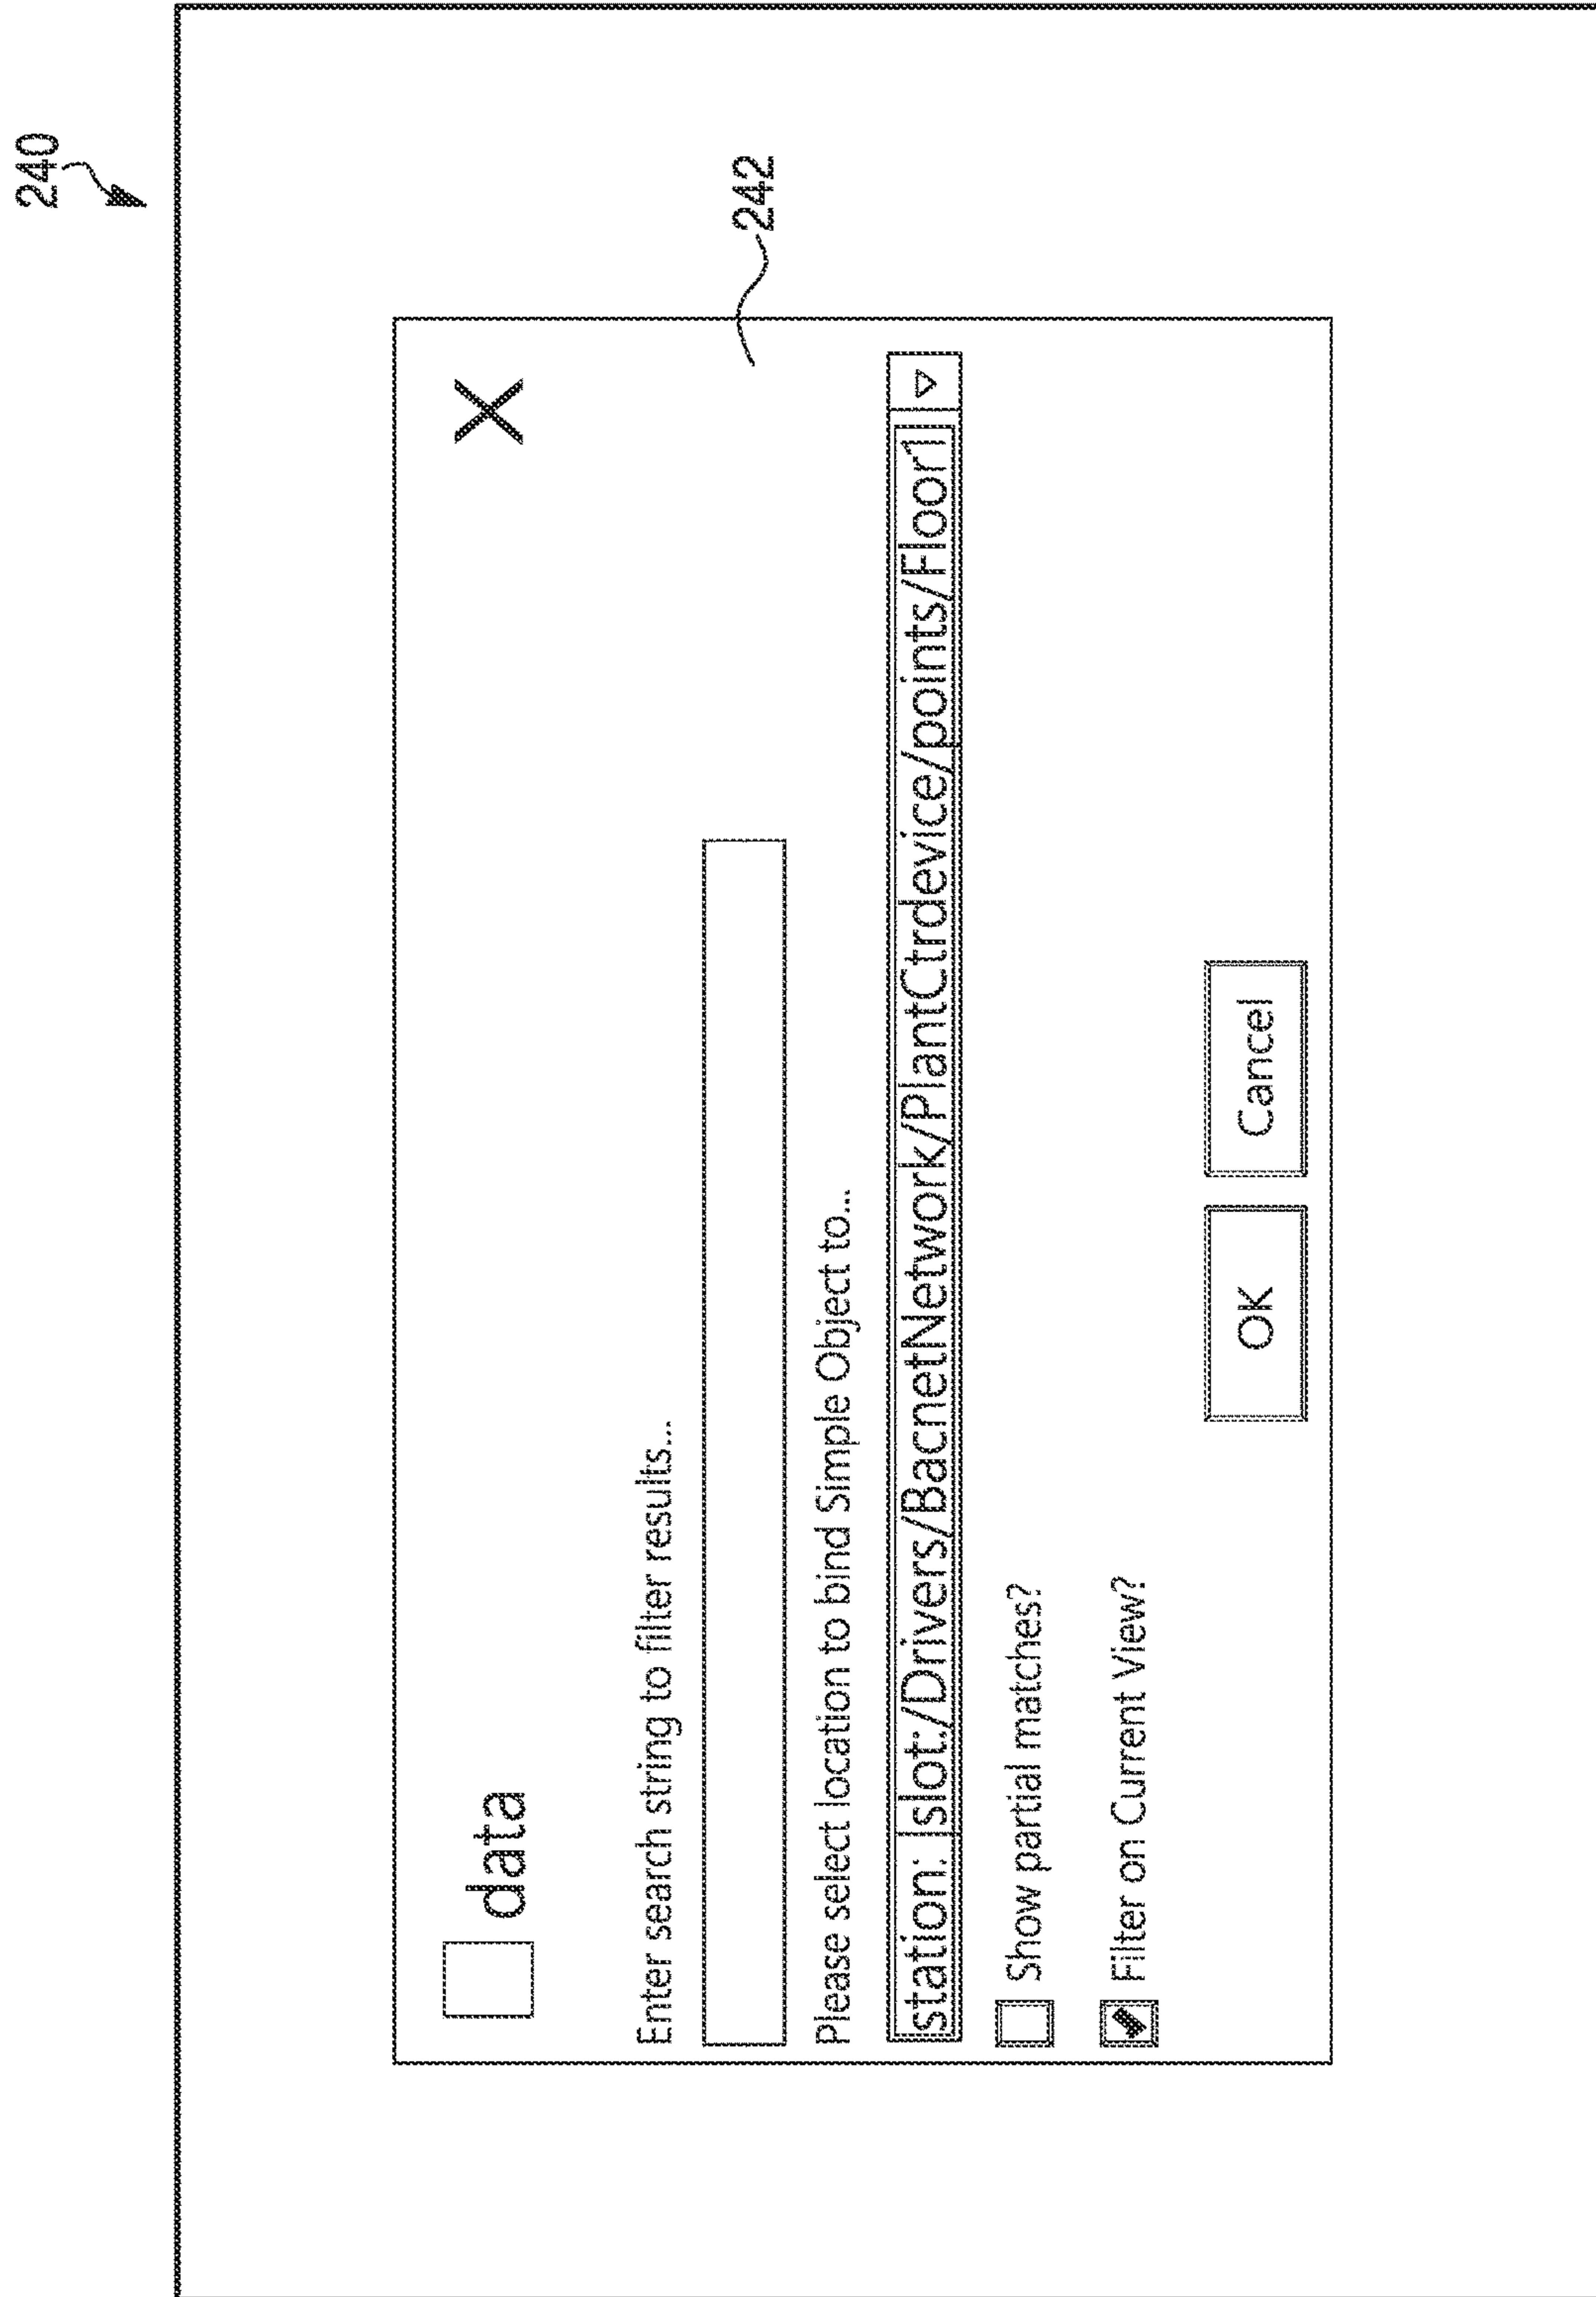 240
242
data
X
Enter search string to filter results...
Please select location to bind Simple Object to...
station: |slot:/Drivers/BacnetNetwork/PlantCtrdevice/points/Floor1
Show partial matches?
Filter on Current View?
OK Cancel